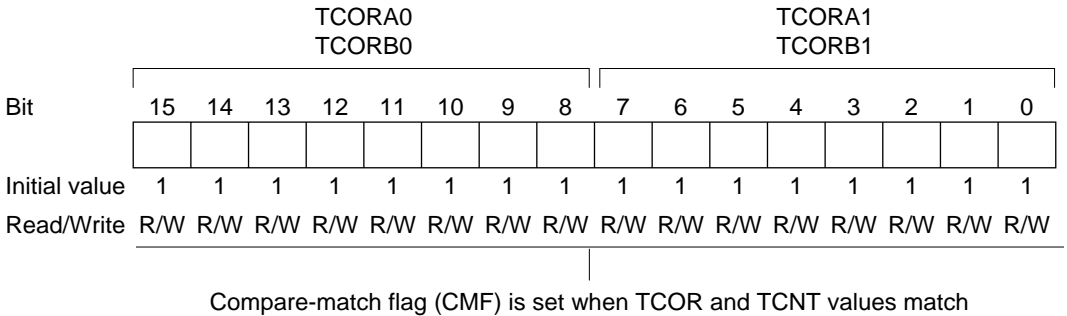 TCORA0 TCORA1
TCORB0 TCORB1
Bit 15 14 13 12 11 10 9 8 7 6 5 4 3 2 1 0
Initial value 1 1 1 1 1 1 1 1 1 1 1 1 1 1 1 1
Read/Write R/W R/W R/W R/W R/W R/W R/W R/W R/W R/W R/W R/W R/W R/W R/W R/W
Compare-match flag (CMF) is set when TCOR and TCNT values match